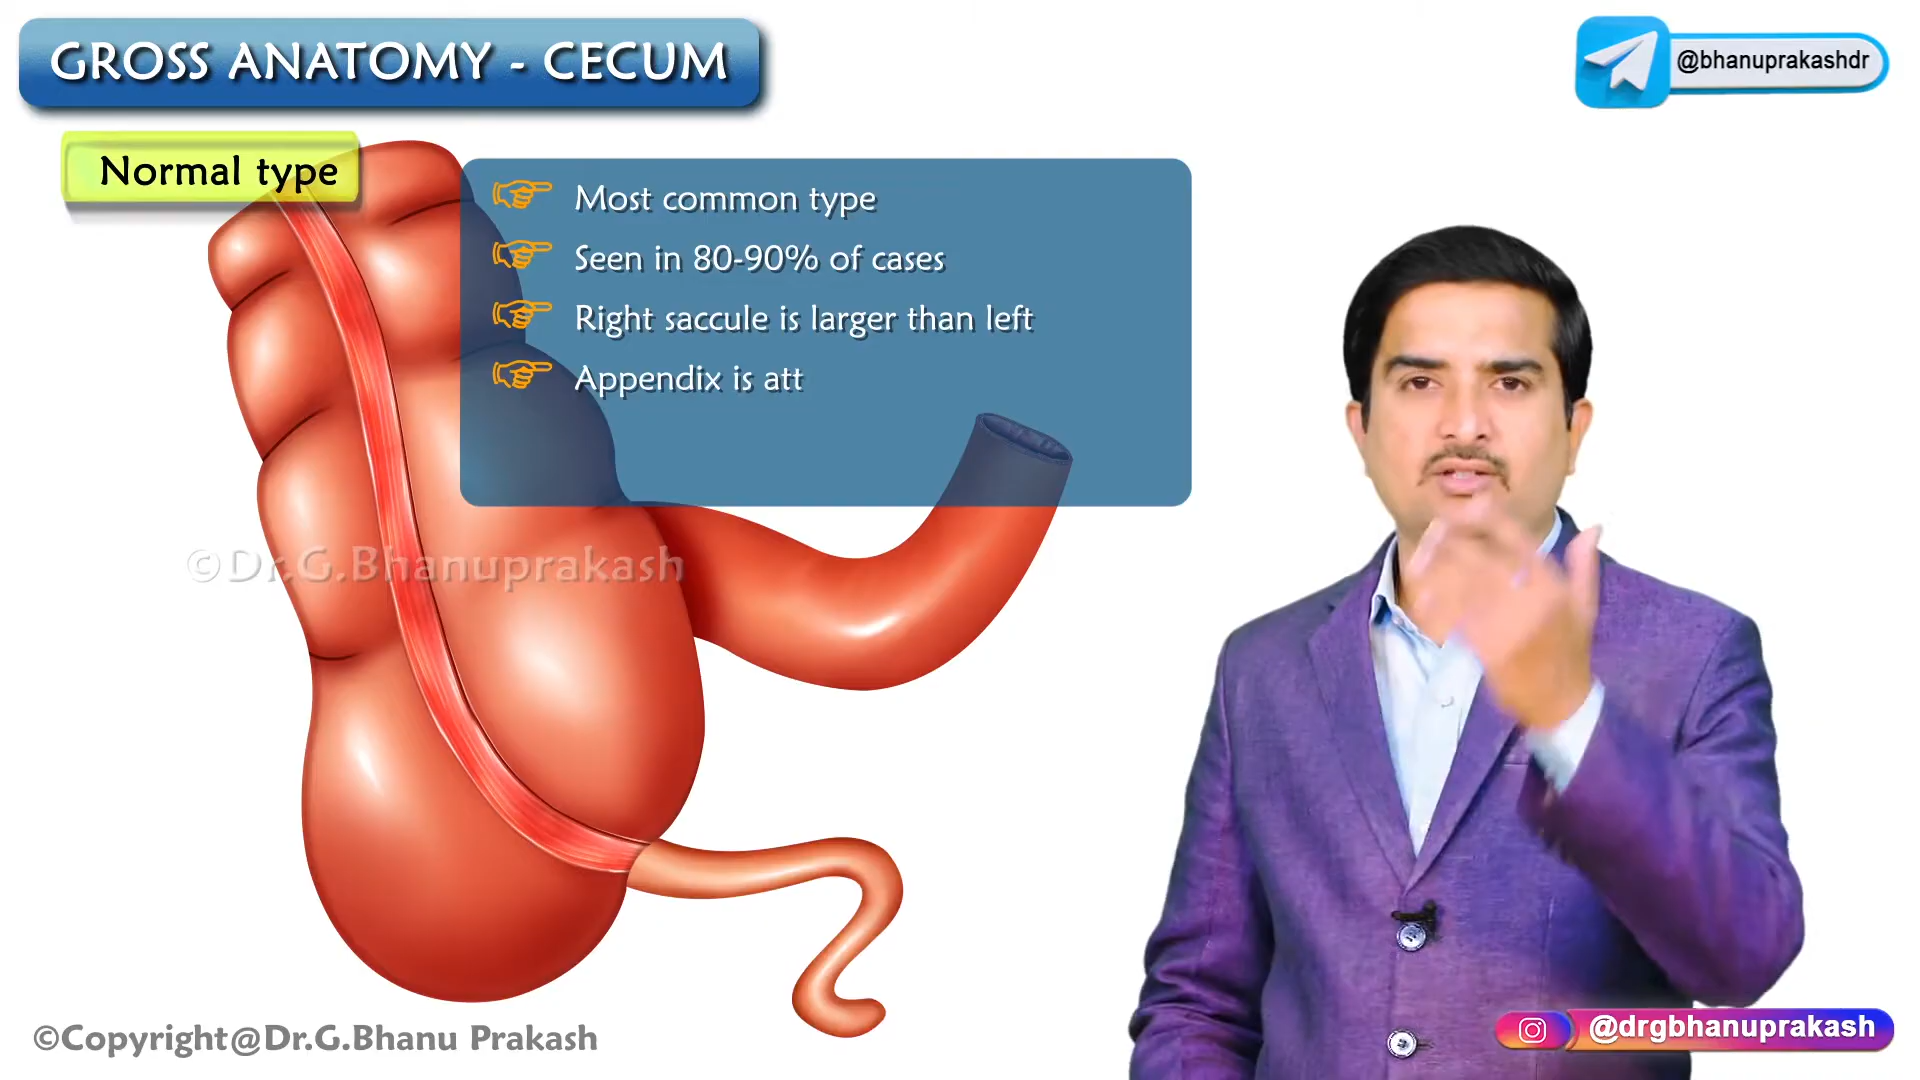 GROSS ANATOMY - CECUM
@bhanuprakashdr
Normal type
Most common type
Seen in 80-90% of cases
Right saccule is larger than left
Appendix is att
©Dr.G.Bhanuprakash
©Copyright@Dr.G.Bhanu Prakash
@drgbhanuprakash